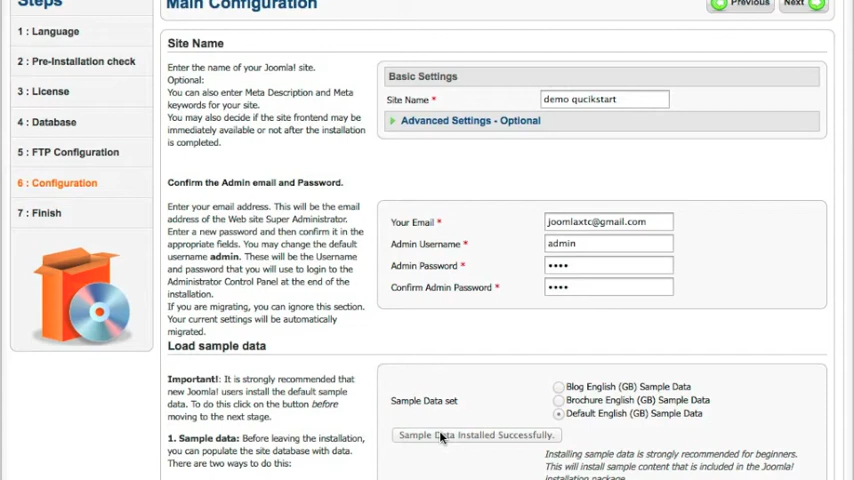 Steps
Main Configuration
Previous
Next
1 : Language
2 : Pre-Installation check
3 : License
4 : Database
5 : FTP Configuration
6 : Configuration
7 : Finish
Site Name
Enter the name of your Joomla! site.
Optional:
You can also enter Meta Description and Meta
keywords for your site.
You may also decide if the site frontend may be
immediately available or not after the installation
is completed.
Basic Settings
Site Name *
demo qucikstart
Advanced Settings - Optional
Confirm the Admin email and Password.
Enter your email address. This will be the email
address of the Web site Super Administrator.
Enter a new password and then confirm it in the
appropriate fields. You may change the default
username admin. These will be the Username
and password that you will use to login to the
Administrator Control Panel at the end of the
installation.
If you are migrating, you can ignore this section.
Your current settings will be automatically
migrated.
Your Email *
joomlaxtc@gmail.com
Admin Username *
admin
Admin Password *
••••
Confirm Admin Password *
••••
Load sample data
Important!: It is strongly recommended that
new Joomla! users install the default sample
data. To do this click on the button before
moving to the next stage.
1. Sample data: Before leaving the installation,
you can populate the site database with data.
There are two ways to do this:
Sample Data set
Blog English (GB) Sample Data
Brochure English (GB) Sample Data
Default English (GB) Sample Data
Sample Data Installed Successfully.
Installing sample data is strongly recommended for beginners.
This will install sample content that is included in the Joomla!
installation package.